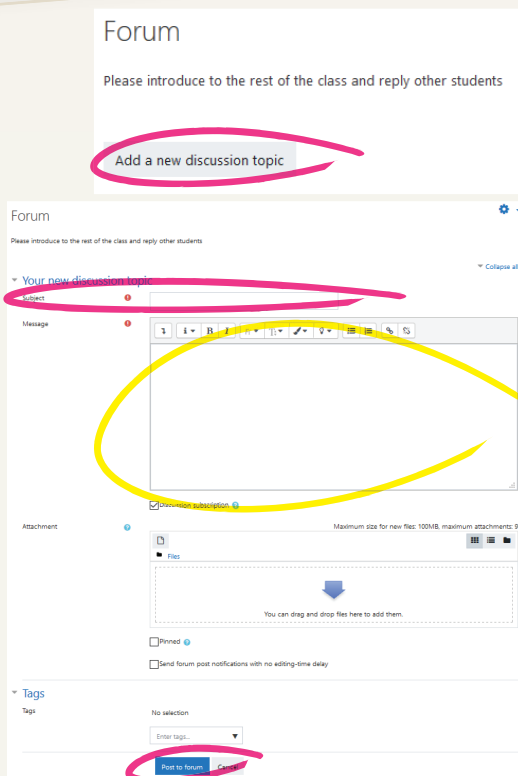 Forum
Please introduce to the rest of the class and reply other students
Add a new discussion topic
Forum
Please introduce to the rest of the class and reply other students
Collapse all
Your new discussion topic
Subject
Message
B I
Discussion subscription
Attachment
Maximum size for new files: 100MB, maximum attachments: 9
Files
You can drag and drop files here to add them.
Pinned
Send forum post notifications with no editing-time delay
Tags
Tags
No selection
Enter tags...
Post to forum Cancel